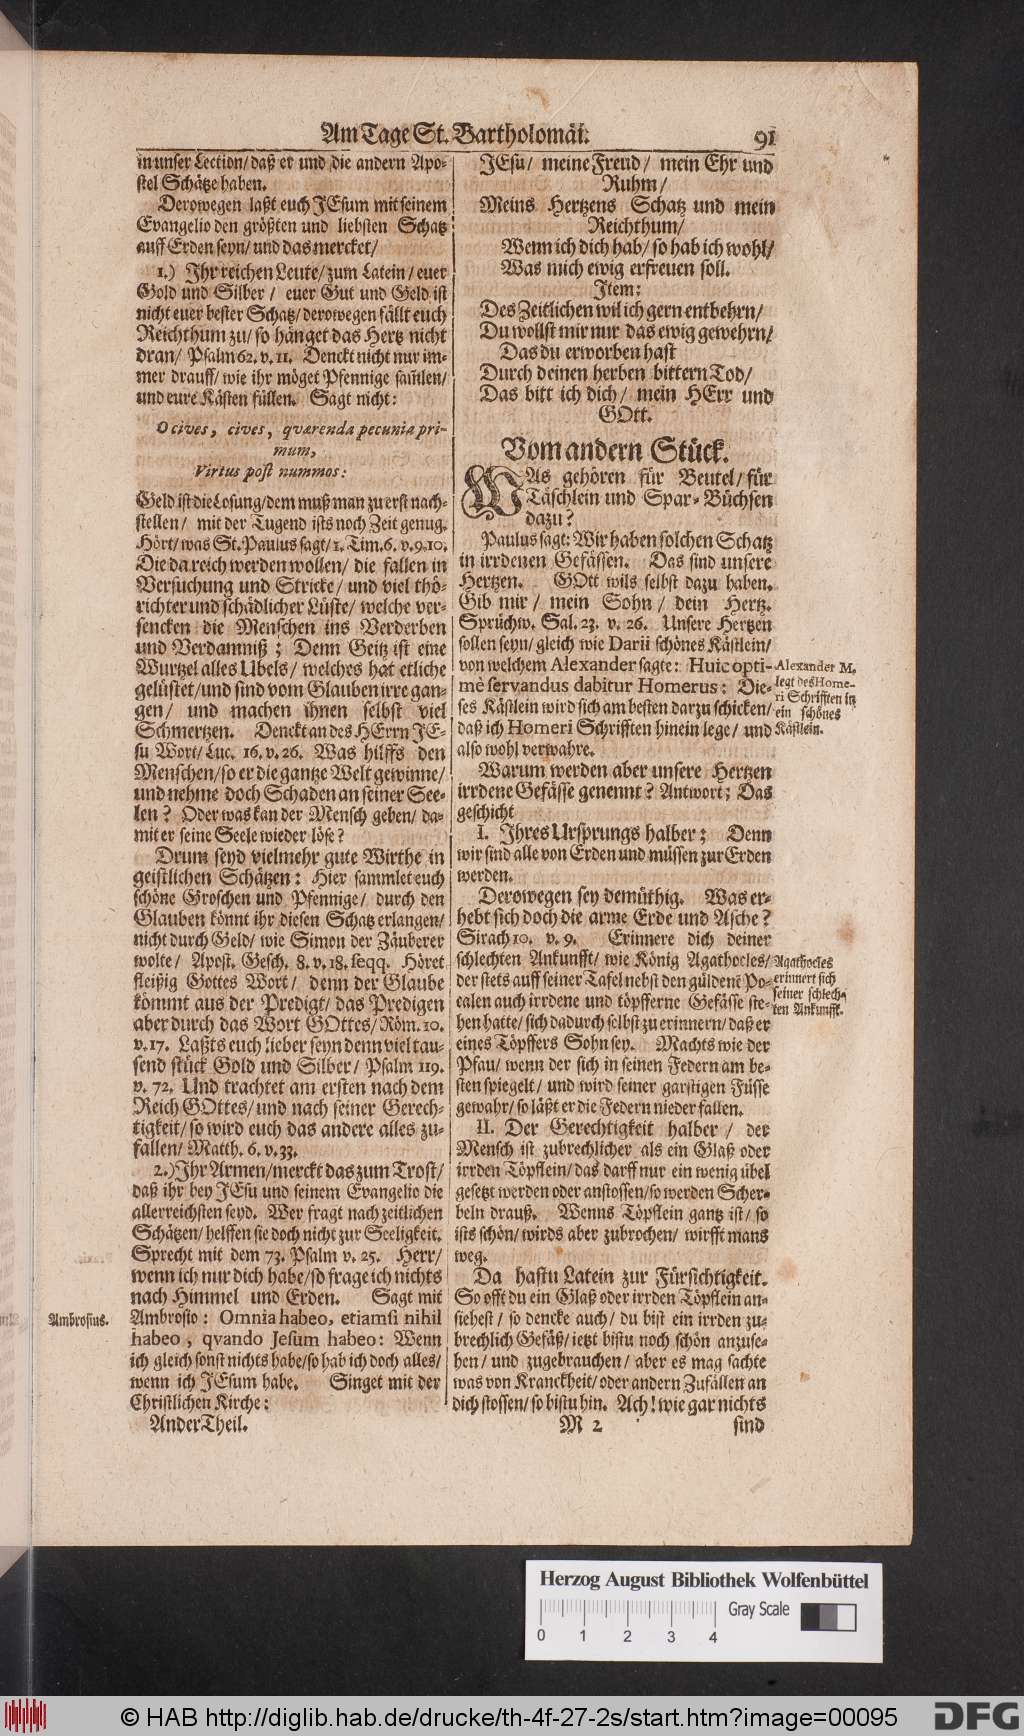 Am Tage St. Bartholomäi. 91
in unser Lection/ daß er und die andern Apo-
stel Schätze haben.
Derowegen laßt euch JEsum mit seinem
Evangelio den größten und liebsten Schatz
auff Erden seyn/ und das mercket/
1.) Ihr reichen Leute/ zum Latein/ euer
Gold und Silber/ euer Gut und Geld ist
nicht euer bester Schatz/ derowegen fällt euch
Reichthum zu/ so hänget das Hertz nicht
dran/ Psalm 62. v. 11. Denckt nicht nur im-
mer drauff/ wie ihr möget Pfennige sam̃len/
und eure Kästen füllen. Sagt nicht:
O cives, cives, qværenda pecunia pri-
mum,
Virtus post nummos:
Geld ist die Losung/ dem muß man zu erst nach-
stellen/ mit der Tugend ists noch Zeit genug.
Hört/ was St. Paulus sagt/ 1. Tim. 6. v. 9. 10.
Die da reich werden wollen/ die fallen in
Versuchung und Stricke/ und viel thö-
richter und schädlicher Lüste/ welche ver-
sencken die Menschen ins Verderben
und Verdamniß; Denn Geitz ist eine
Wurtzel alles Ubels/ welches hat etliche
gelüstet/ und sind vom Glauben irre gan-
gen/ und machen ihnen selbst viel
Schmertzen. Denckt an des HErrn JE-
su Wort/ Luc. 16. v. 26. Was hilffs den
Menschen/ so er die gantze Welt gewinne/
und nehme doch Schaden an seiner See-
len? Oder was kan der Mensch geben/ da-
mit er seine Seele wieder löse?
Drum seyd vielmehr gute Wirthe in
geistlichen Schätzen: Hier sammlet euch
schöne Groschen und Pfennige/ durch den
Glauben könnt ihr diesen Schatz erlangen/
nicht durch Geld/ wie Simon der Zäuberer
wolte/ Apost. Gesch. 8. v. 18. seqq. Höret
fleißig Gottes Wort/ denn der Glaube
kömmt aus der Predigt/ das Predigen
aber durch das Wort GOttes/ Röm. 10.
v. 17. Laßts euch lieber seyn denn viel tau-
send stück Gold und Silber/ Psalm 119.
v. 72. Und trachtet am ersten nach dem
Reich GOttes/ und nach seiner Gerech-
tigkeit/ so wird euch das andere alles zu-
fallen/ Matth. 6. v. 33.
2.) Ihr Armen/ merckt das zum Trost/
daß ihr bey JEsu und seinem Evangelio die
allerreichsten seyd. Wer fragt nach zeitlichen
Schätzen/ helffen sie doch nicht zur Seeligkeit.
Sprecht mit dem 73. Psalm v. 25. Herr/
wenn ich nur dich habe/ so frage ich nichts
nach Himmel und Erden. Sagt mit
Ambrosius.
Ambrosio: Omnia habeo, etiamsi nihil
habeo, qvando Jesum habeo: Wenn
ich gleich sonst nichts habe/ so hab ich doch alles/
wenn ich JEsum habe. Singet mit der
Christlichen Kirche:
Ander Theil.
JEsu/ meine Freud/ mein Ehr und
Ruhm/
Meins Hertzens Schatz und mein
Reichthum/
Wenn ich dich hab/ so hab ich wohl/
Was mich ewig erfreuen soll.
Item:
Des Zeitlichen wil ich gern entbehrn/
Du wollst mir nur das ewig gewehrn/
Das du erworben hast
Durch deinen herben bittern Tod/
Das bitt ich dich/ mein HErr und
GOtt.
Vom andern Stück.
WAs gehören für Beutel/ für
Täschlein und Spar-Büchsen
dazu?
Paulus sagt: Wir haben solchen Schatz
in irrdenen Gefässen. Das sind unsere
Hertzen. GOtt wils selbst dazu haben.
Gib mir/ mein Sohn/ dein Hertz.
Sprüchw. Sal. 23. v. 26. Unsere Hertzen
sollen seyn/ gleich wie Darii schönes Kästlein/
von welchem Alexander sagte: Huic opti-
mè servandus dabitur Homerus: Die-
ses Kästlein wird sich am besten darzu schicken/
daß ich Homeri Schrifften hinein lege/ und
also wohl verwahre.
Alexander M.
legt des Home-
ri Schrifften in
ein schönes
Kästlein.
Warum werden aber unsere Hertzen
irrdene Gefässe genennt? Antwort; Das
geschicht
I. Ihres Ursprungs halber; Denn
wir sind alle von Erden und müssen zur Erden
werden.
Derowegen sey demüthig. Was er-
hebt sich doch die arme Erde und Asche?
Sirach 10. v. 9. Erinnere dich deiner
schlechten Ankunfft/ wie König Agathocles/
der stets auff seiner Tafel nebst den güldenẽ Po-
calen auch irrdene und töpfferne Gefässe ste-
hen hatte/ sich dadurch selbst zu erinnern/ daß er
eines Töpffers Sohn sey. Machts wie der
Pfau/ wenn der sich in seinen Federn am be-
sten spiegelt/ und wird seiner garstigen Füsse
gewahr/ so läßt er die Federn nieder fallen.
Agathocles
erinnert sich
seiner schlech-
ten Ankunfft.
II. Der Gerechtigkeit halber/ der
Mensch ist zubrechlicher als ein Glaß oder
irrden Töpflein/ das darff nur ein wenig übel
gesetzt werden oder anstossen/ so werden Scher-
beln drauß. Wenns Töpflein gantz ist/ so
ists schön/ wirds aber zubrochen/ wirfft mans
weg.
Da hastu Latein zur Fürsichtigkeit.
So offt du ein Glaß oder irrden Töpflein an-
siehest/ so dencke auch/ du bist ein irrden zu-
brechlich Gefäß/ ietzt bistu noch schön anzuse-
hen/ und zugebrauchen/ aber es mag sachte
was von Kranckheit/ oder andern Zufällen an
dich stossen/ so bistu hin. Ach! wie gar nichts
M 2 sind
Herzog August Bibliothek Wolfenbüttel
Gray Scale
0 1 2 3 4
© HAB http://diglib.hab.de/drucke/th-4f-27-2s/start.htm?image=00095
DFG